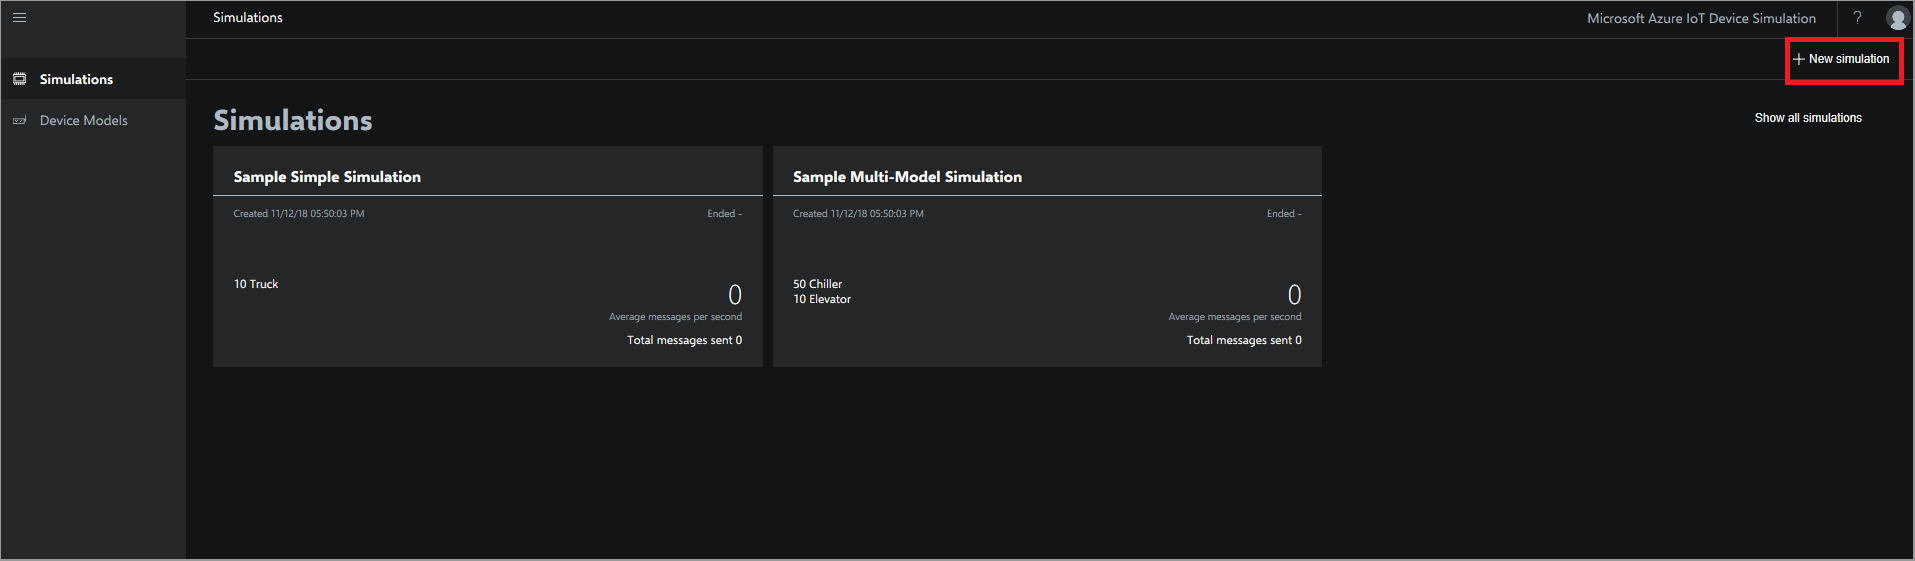 Simulations
Microsoft Azure IoT Device Simulation
?
+ New simulation
Simulations
Device Models
Simulations
Show all simulations
Sample Simple Simulation
Created 11/12/18 05:50:03 PM
Ended -
10 Truck
0
Average messages per second
Total messages sent 0
Sample Multi-Model Simulation
Created 11/12/18 05:50:03 PM
Ended -
50 Chiller
10 Elevator
0
Average messages per second
Total messages sent 0